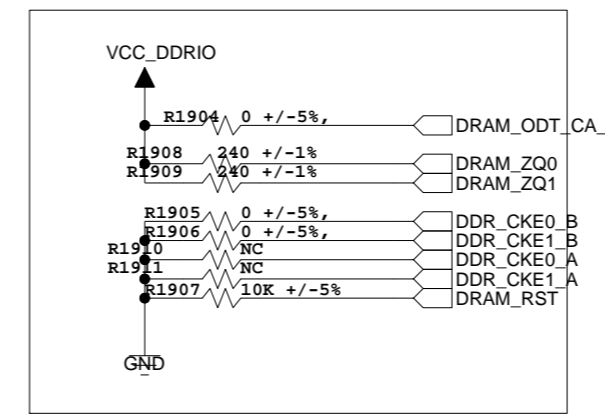 VCC_DDRIO
R1904 0 +/-5%, DRAM_ODT_CA_
R1908 240 +/-1% DRAM_ZQ0
R1909 240 +/-1% DRAM_ZQ1
R1905 0 +/-5%, DDR_CKE0_B
R1906 0 +/-5%, DDR_CKE1_B
R1910 NC DDR_CKE0_A
R1911 NC DDR_CKE1_A
R1907 10K +/-5% DRAM_RST
GND